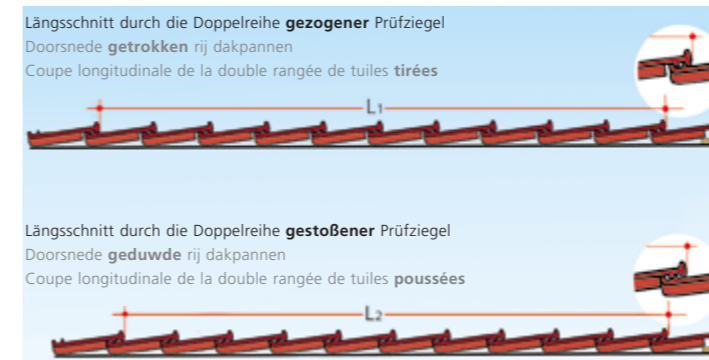 Längsschnitt durch die Doppelreihe gezogener Prüfziegel
Doorsnede getrokken rij dakpannen
Coupe longitudinale de la double rangée de tuiles tirées
L1
Längsschnitt durch die Doppelreihe gestoßener Prüfziegel
Doorsnede geduwde rij dakpannen
Coupe longitudinale de la double rangée de tuiles poussées
L2